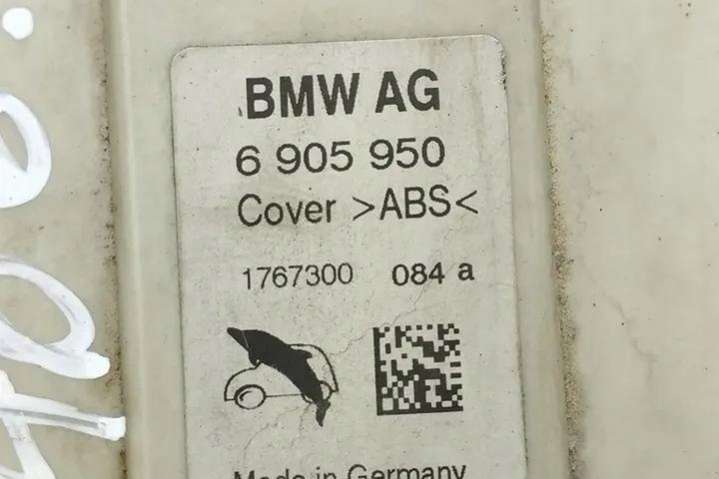 BMW AG
6 905 950
Cover >ABS<
1767300 084 a
Made in Germany